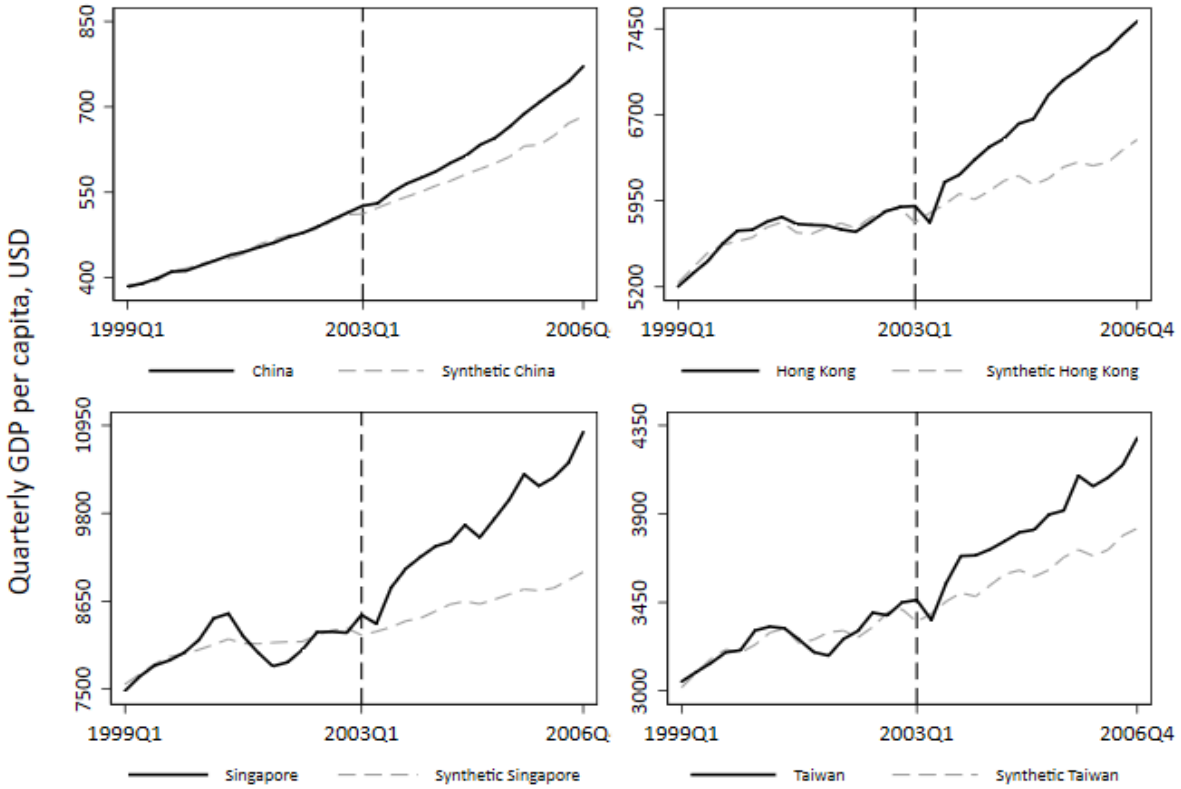 Quarterly GDP per capita, USD
850
700
550
400
1999Q1 2003Q1 2006Q
China Synthetic China
7450
6700
5950
5200
1999Q1 2003Q1 2006Q4
Hong Kong Synthetic Hong Kong
10950
9800
8650
7500
1999Q1 2003Q1 2006Q
Singapore Synthetic Singapore
4350
3900
3450
3000
1999Q1 2003Q1 2006Q4
Taiwan Synthetic Taiwan